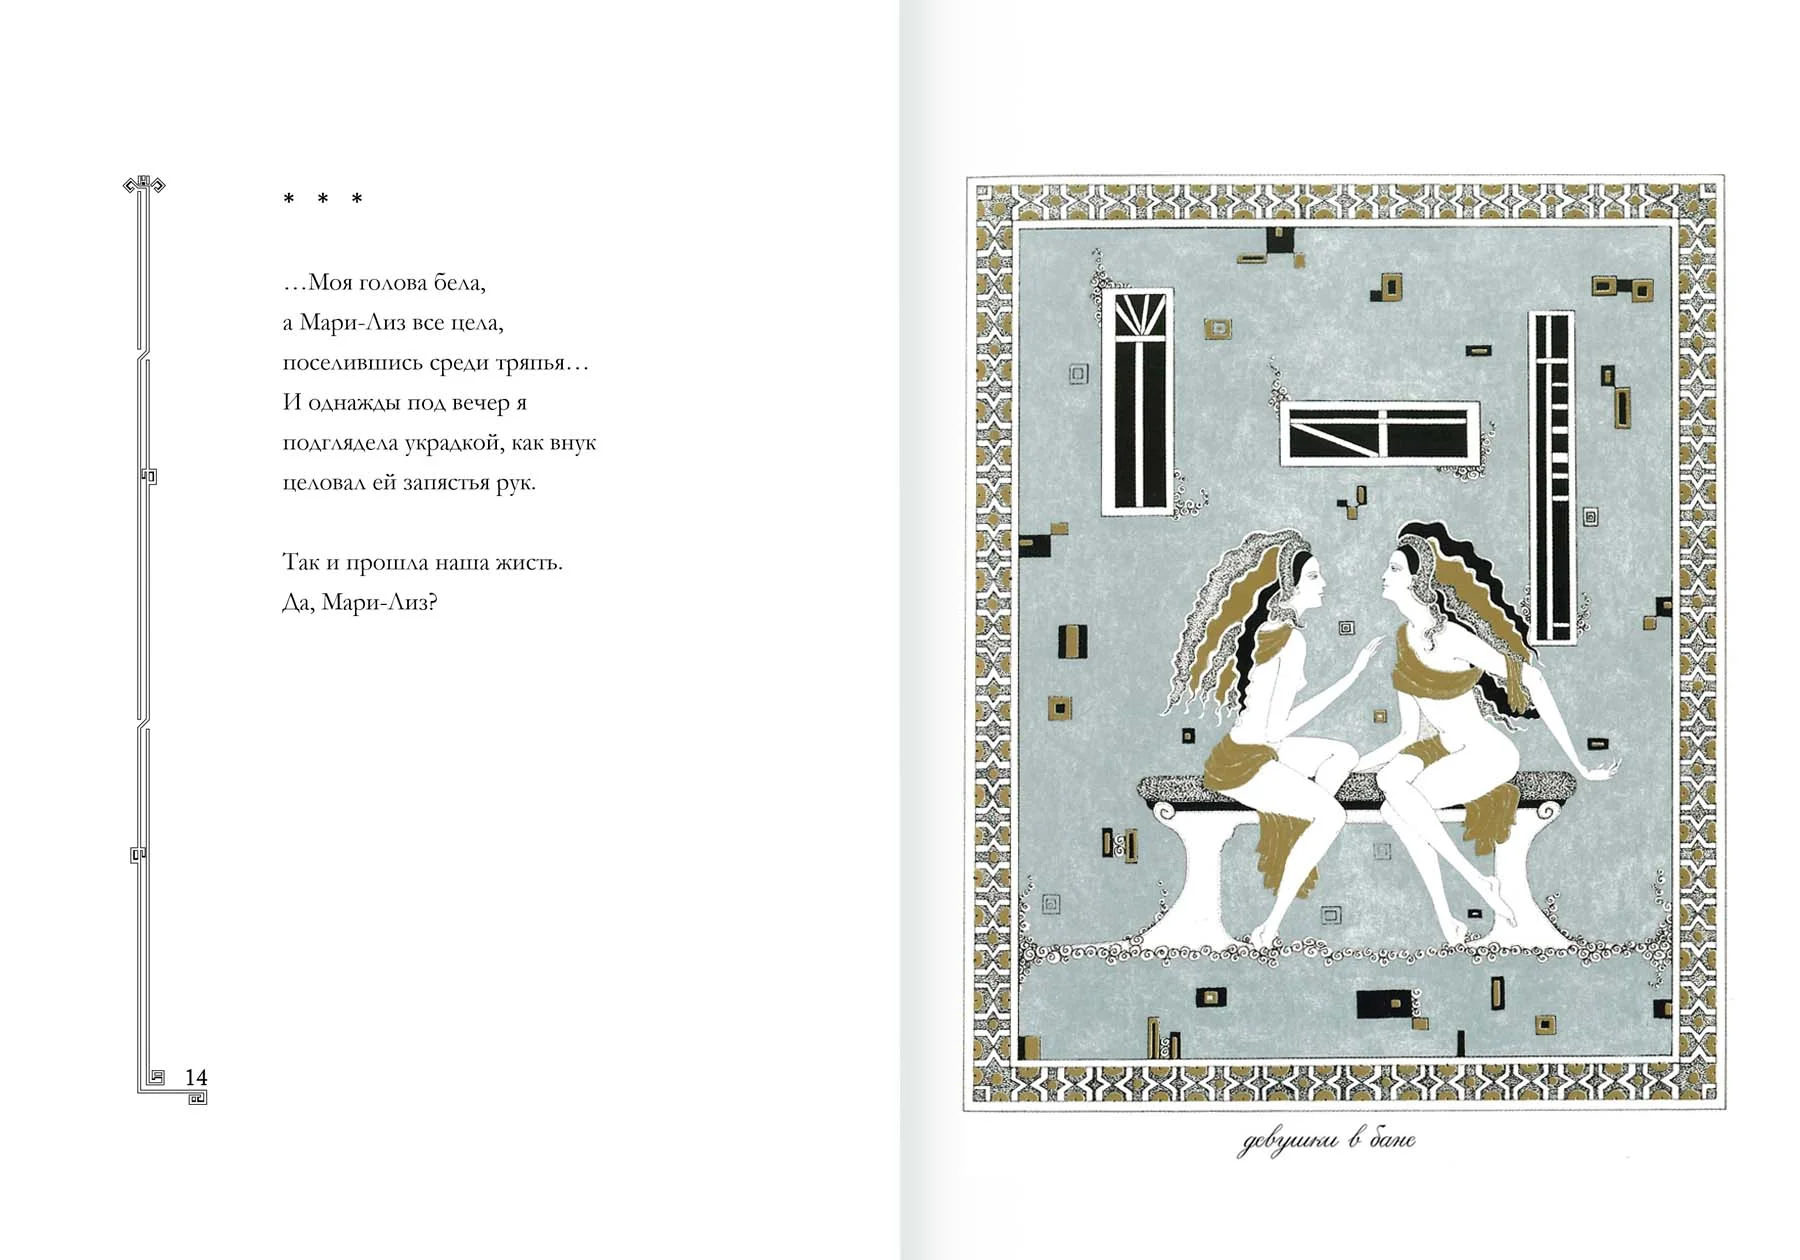 * * *
…Моя голова бела,
а Мари-Лиз все цела,
поселившись среди тряпья…
И однажды под вечер я
подглядела украдкой, как внук
целовал ей запястья рук.
Так и прошла наша жисть.
Да, Мари-Лиз?
14
девушки в бане